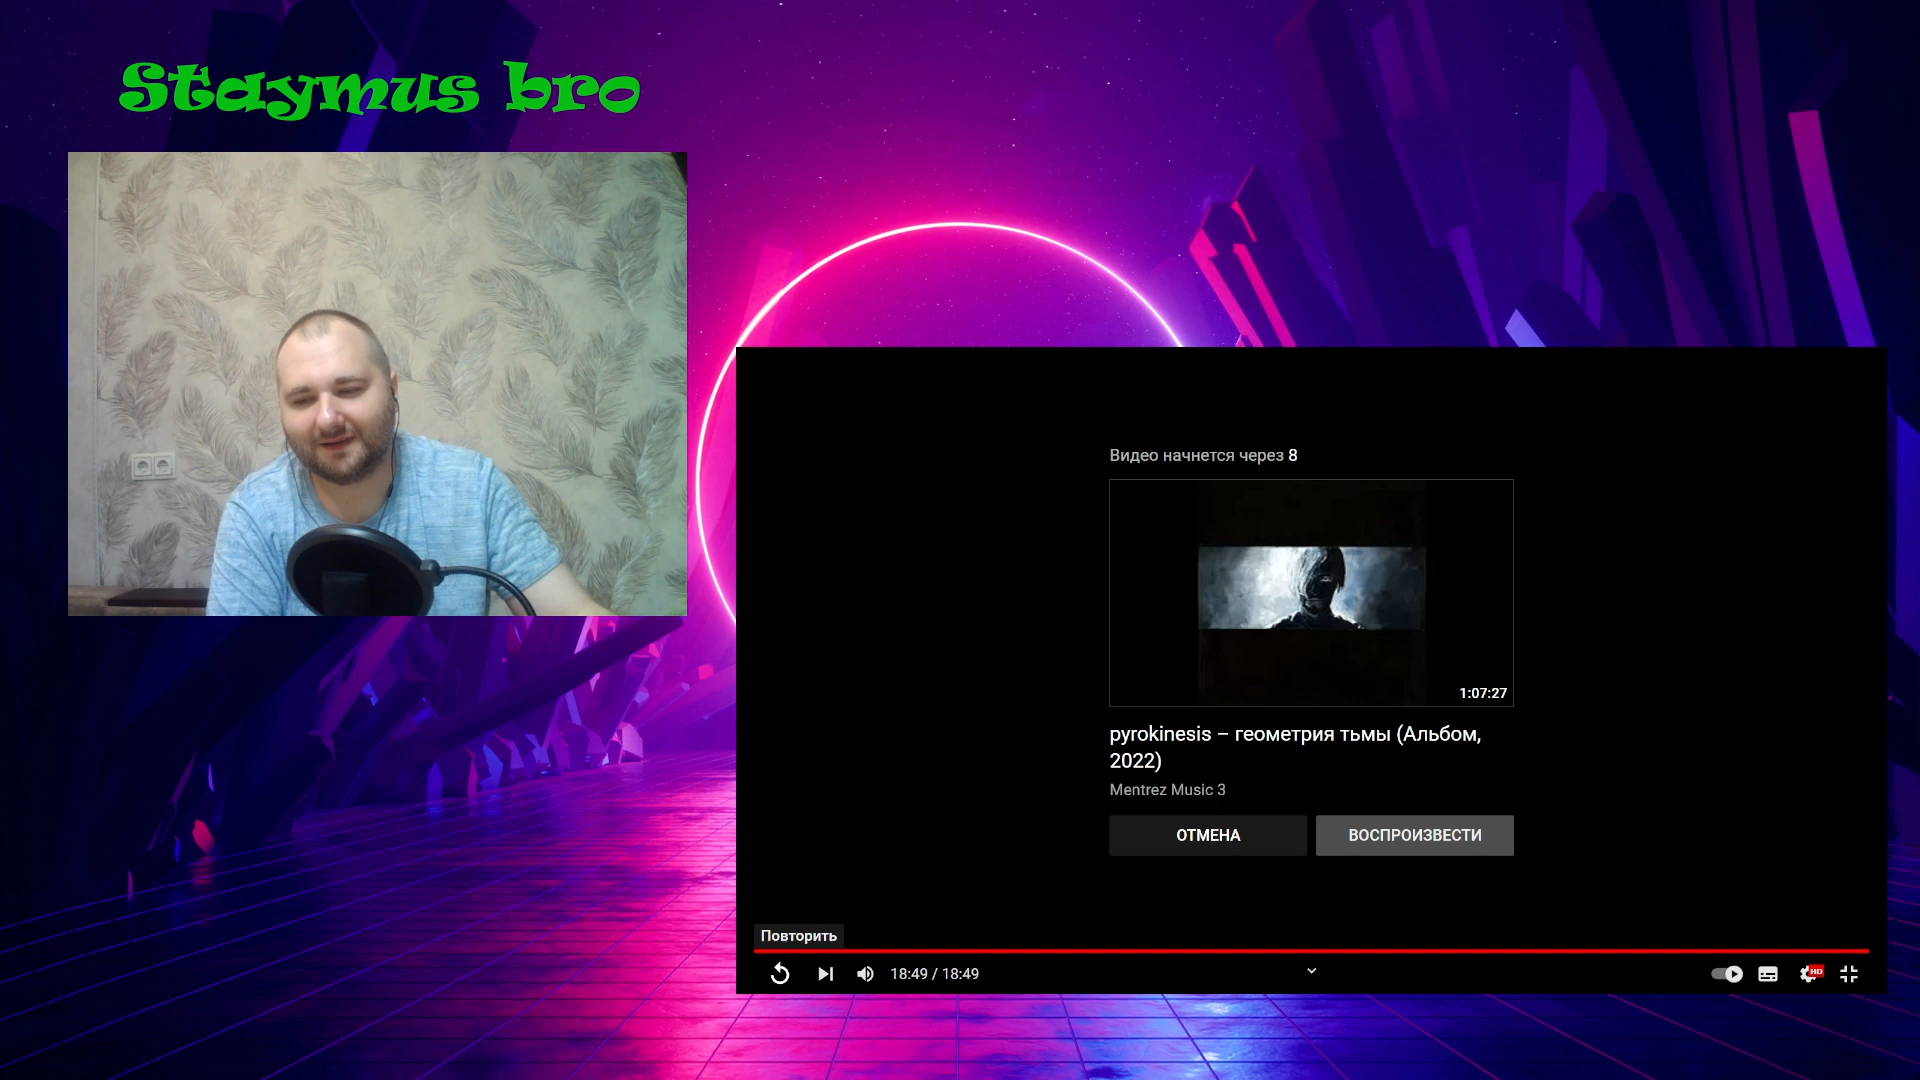 Staymus bro
Видео начнется через 8
1:07:27
pyrokinesis – геометрия тьмы (Альбом,
2022)
Mentrez Music 3
ОТМЕНА
ВОСПРОИЗВЕСТИ
Повторить
18:49 / 18:49
HD